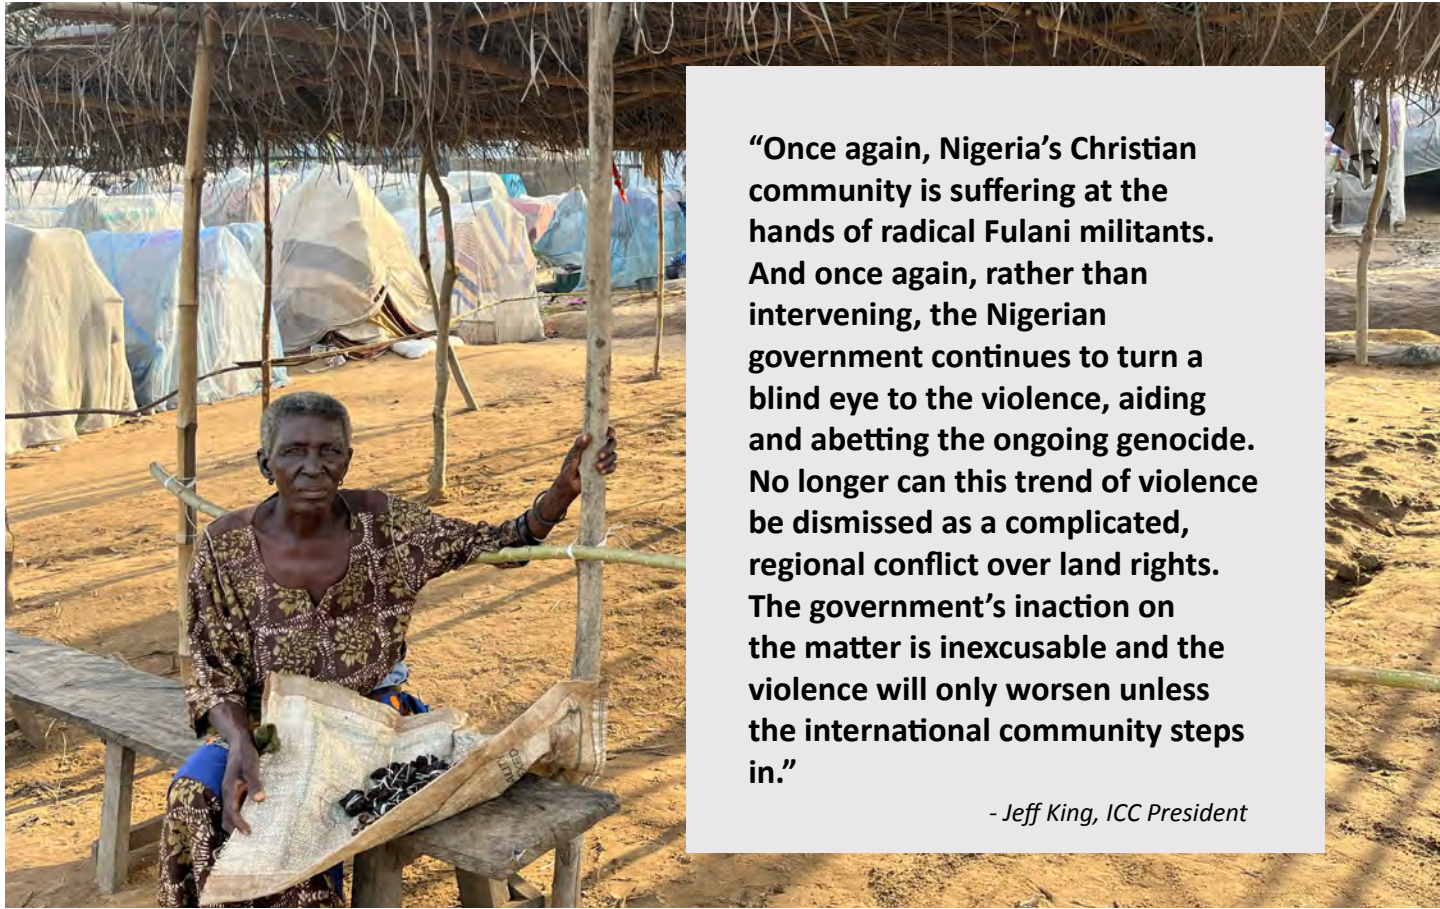 “Once again, Nigeria’s Christian
community is suffering at the
hands of radical Fulani militants.
And once again, rather than
intervening, the Nigerian
government continues to turn a
blind eye to the violence, aiding
and abetting the ongoing genocide.
No longer can this trend of violence
be dismissed as a complicated,
regional conflict over land rights.
The government’s inaction on
the matter is inexcusable and the
violence will only worsen unless
the international community steps
in.”
- Jeff King, ICC President